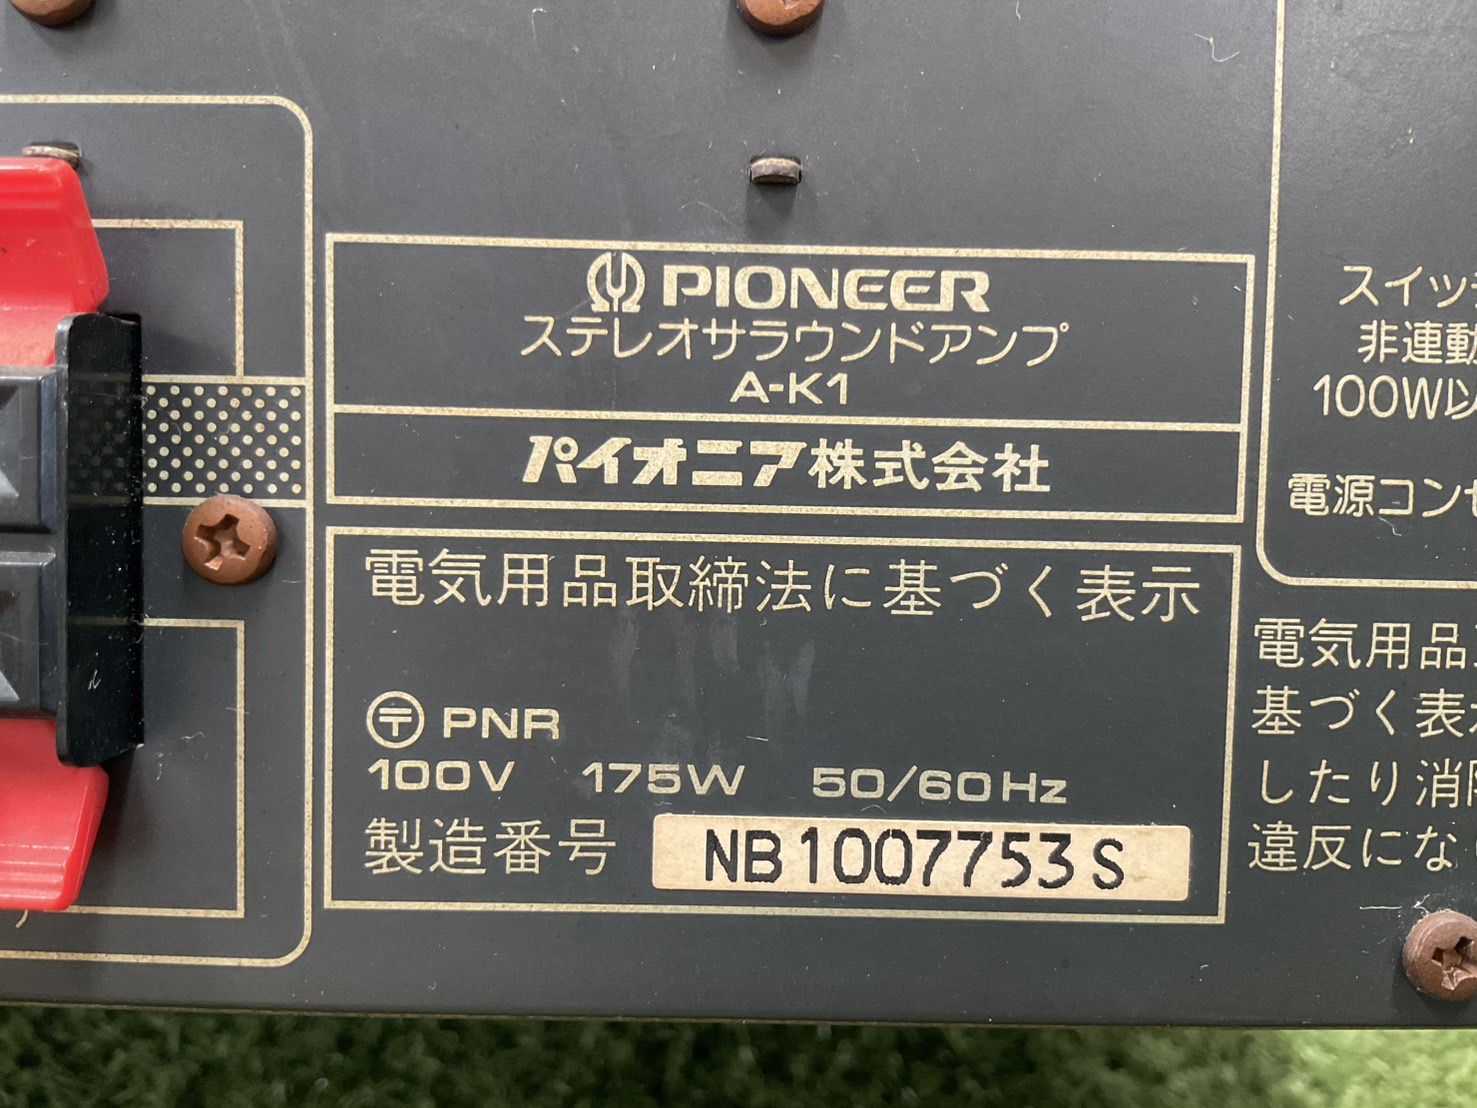 PIONEER
ステレオサラウンドアンプ
A-K1
パイオニア株式会社
電気用品取締法に基づく表示
〒 PNR
100V 175W 50/60Hz
製造番号 NB1007753S
スイッ
非連動
100W以
電源コン
電気用品
基づく表
したり消
違反にな